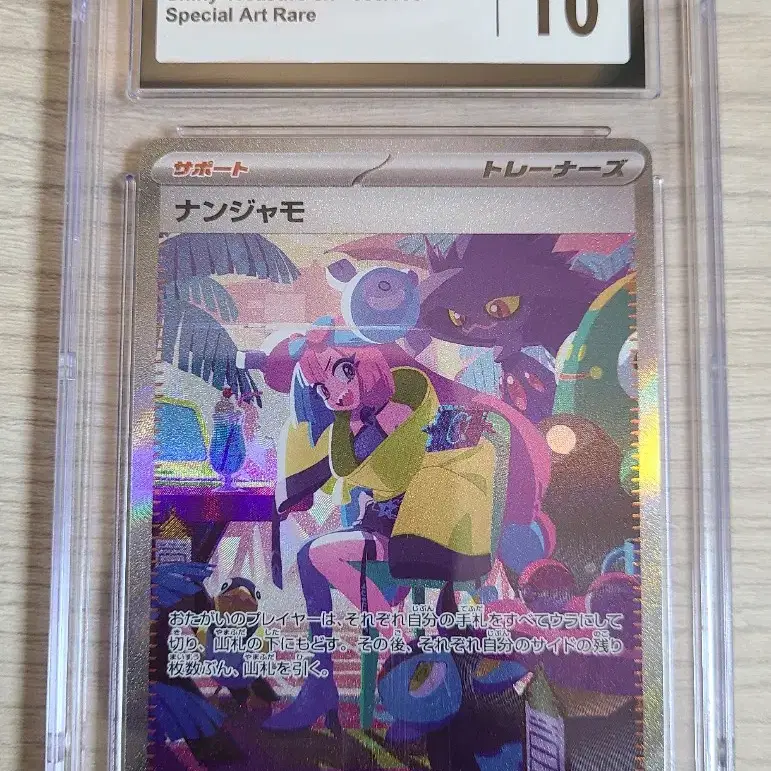 Special Art Rare
10
サポート
トレーナーズ
ナンジャモ
おたがいのプレイヤーは、それぞれ自分の手札をすべてウラにして
切り、山札の下にもどす。その後、それぞれ自分のサイドの残り
枚数ぶん、山札を引く。